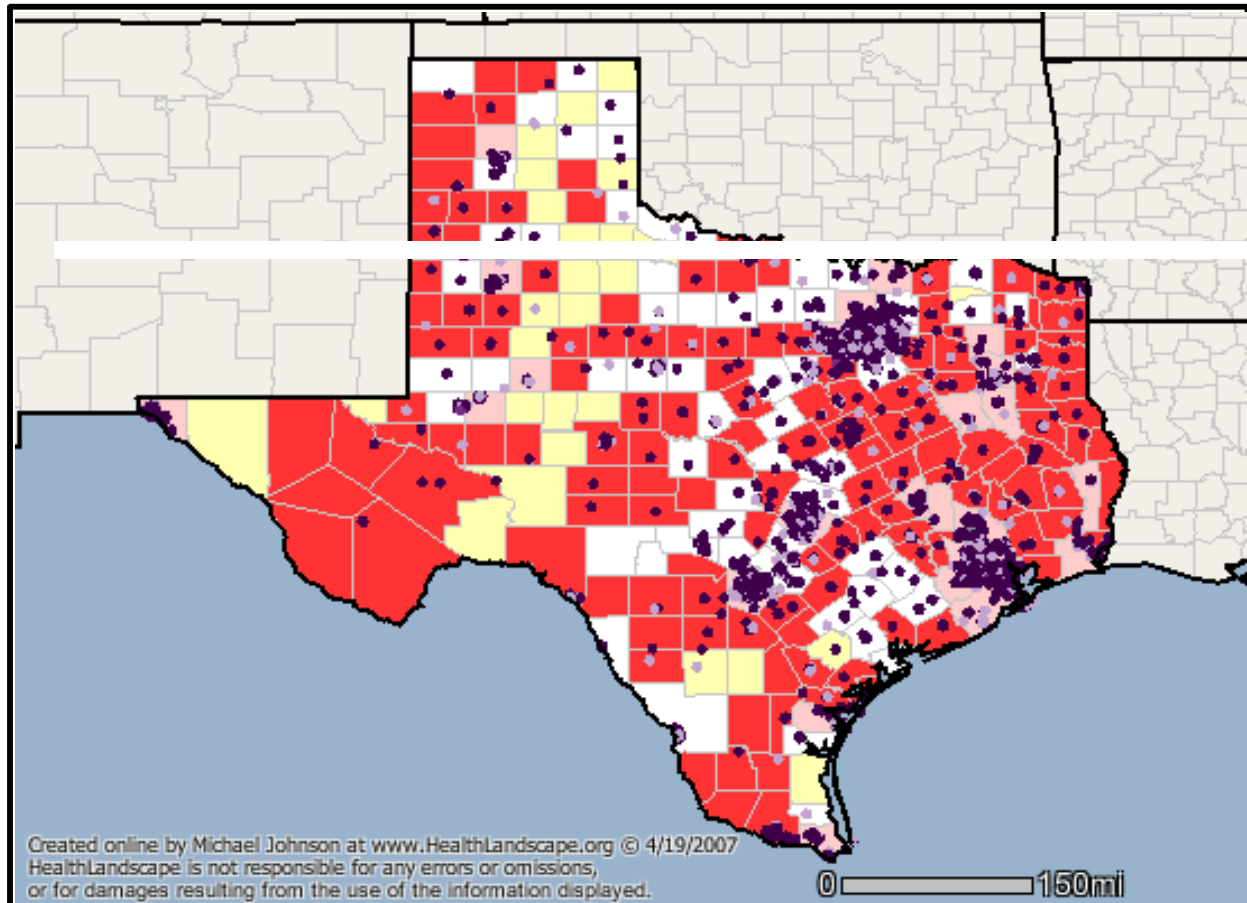 Created online by Michael Johnson at www.HealthLandscape.org © 4/19/2007
HealthLandscape is not responsible for any errors or omissions,
or for damages resulting from the use of the information displayed.
0 150mi